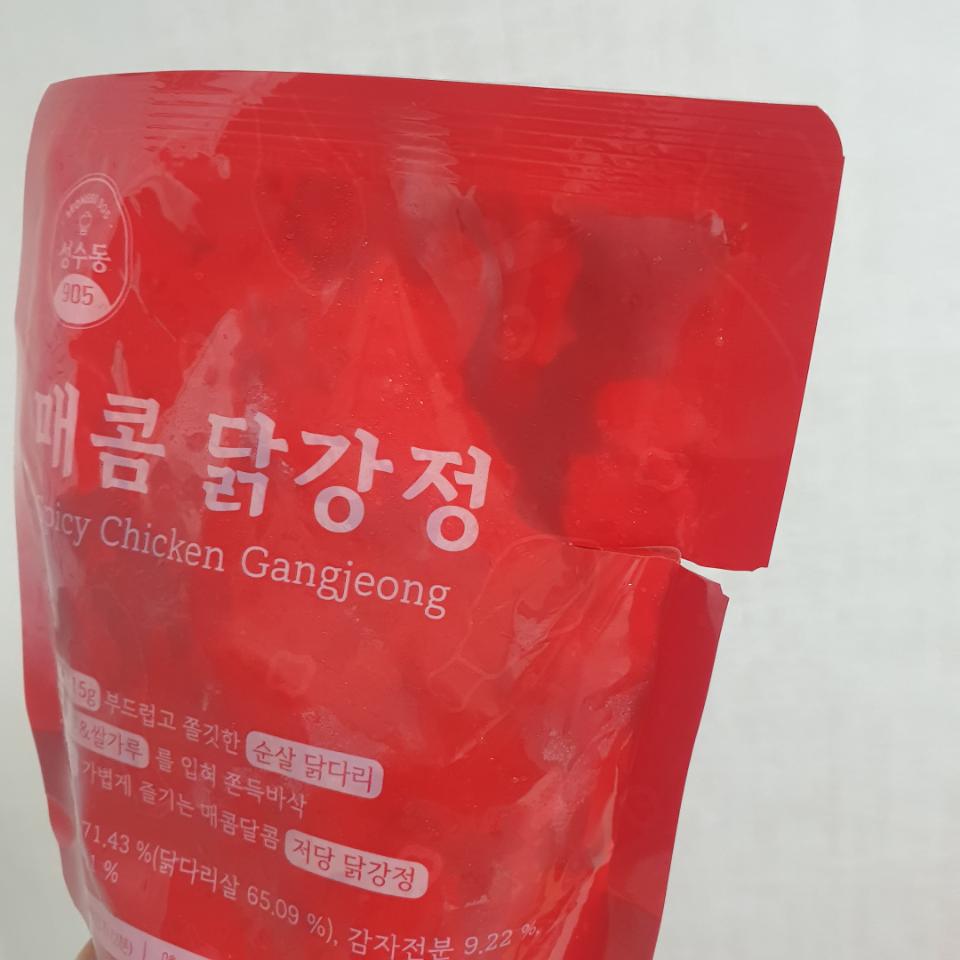 성수동
905
매콤 닭강정
Spicy Chicken Gangjeong
15g 부드럽고 쫄깃한 순살 닭다리
&쌀가루 를 입혀 쫀득바삭
가볍게 즐기는 매콤달콤 저당 닭강정
71.43 %(닭다리살 65.09 %), 감자전분 9.22 %,
1 %